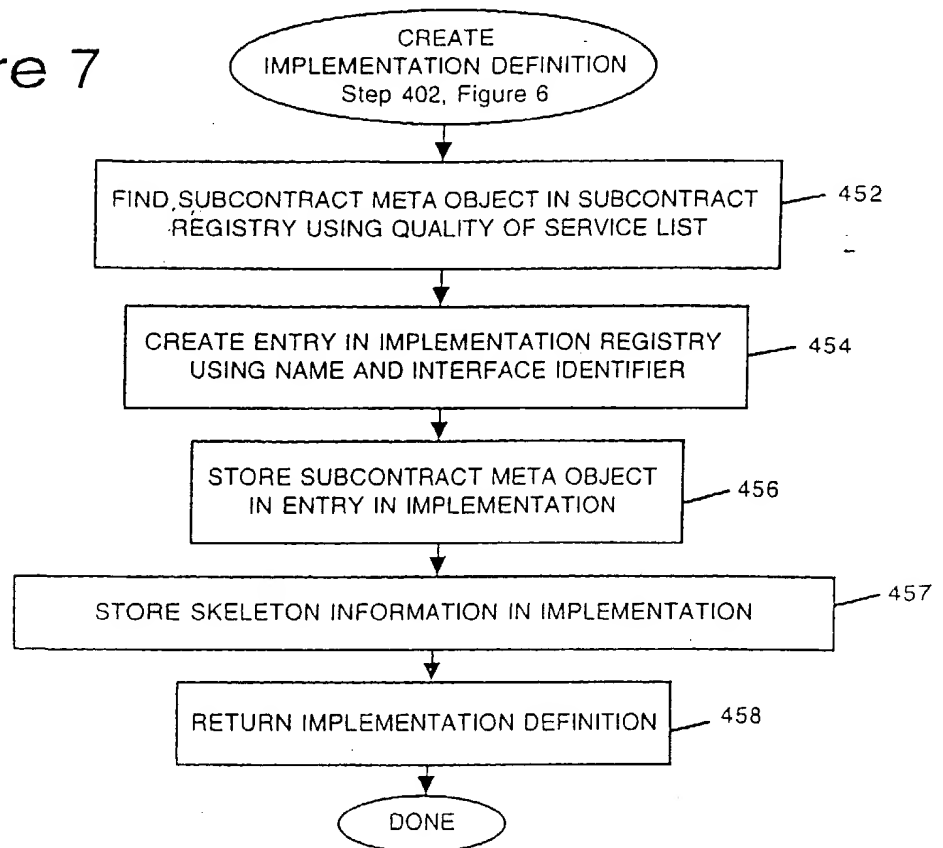 re 7
CREATE
IMPLEMENTATION DEFINITION
Step 402, Figure 6
FIND SUBCONTRACT META OBJECT IN SUBCONTRACT
REGISTRY USING QUALITY OF SERVICE LIST
452
CREATE ENTRY IN IMPLEMENTATION REGISTRY
USING NAME AND INTERFACE IDENTIFIER
454
STORE SUBCONTRACT META OBJECT
IN ENTRY IN IMPLEMENTATION
456
STORE SKELETON INFORMATION IN IMPLEMENTATION
457
RETURN IMPLEMENTATION DEFINITION
458
DONE